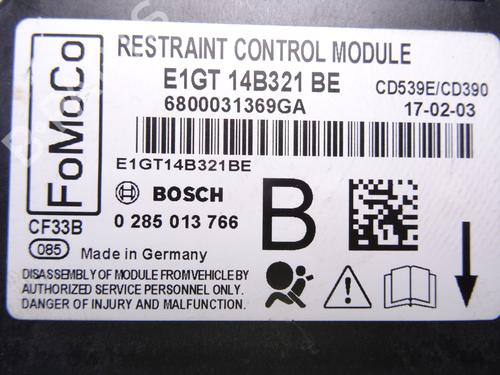 FoMoCo
RESTRAINT CONTROL MODULE
E1GT 14B321 BE
CD539E/CD390
6800031369GA
17-02-03
E1GT14B321BE
BOSCH
B
0 285 013 766
CF33B
085
Made in Germany
DISASSEMBLY OF MODULE FROM VEHICLE BY
AUTHORIZED SERVICE PERSONNEL ONLY.
DANGER OF INJURY AND MALFUNCTION.